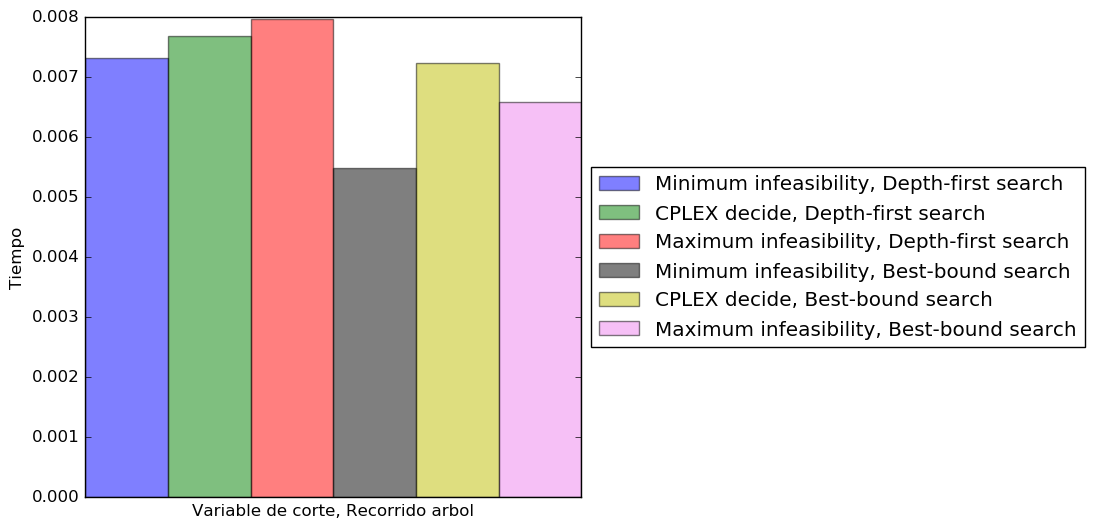 0.008
0.007
0.006
0.005
0.004
0.003
0.002
0.001
0.000
Tiempo
Variable de corte, Recorrido arbol
Minimum infeasibility, Depth-first search
CPLEX decide, Depth-first search
Maximum infeasibility, Depth-first search
Minimum infeasibility, Best-bound search
CPLEX decide, Best-bound search
Maximum infeasibility, Best-bound search